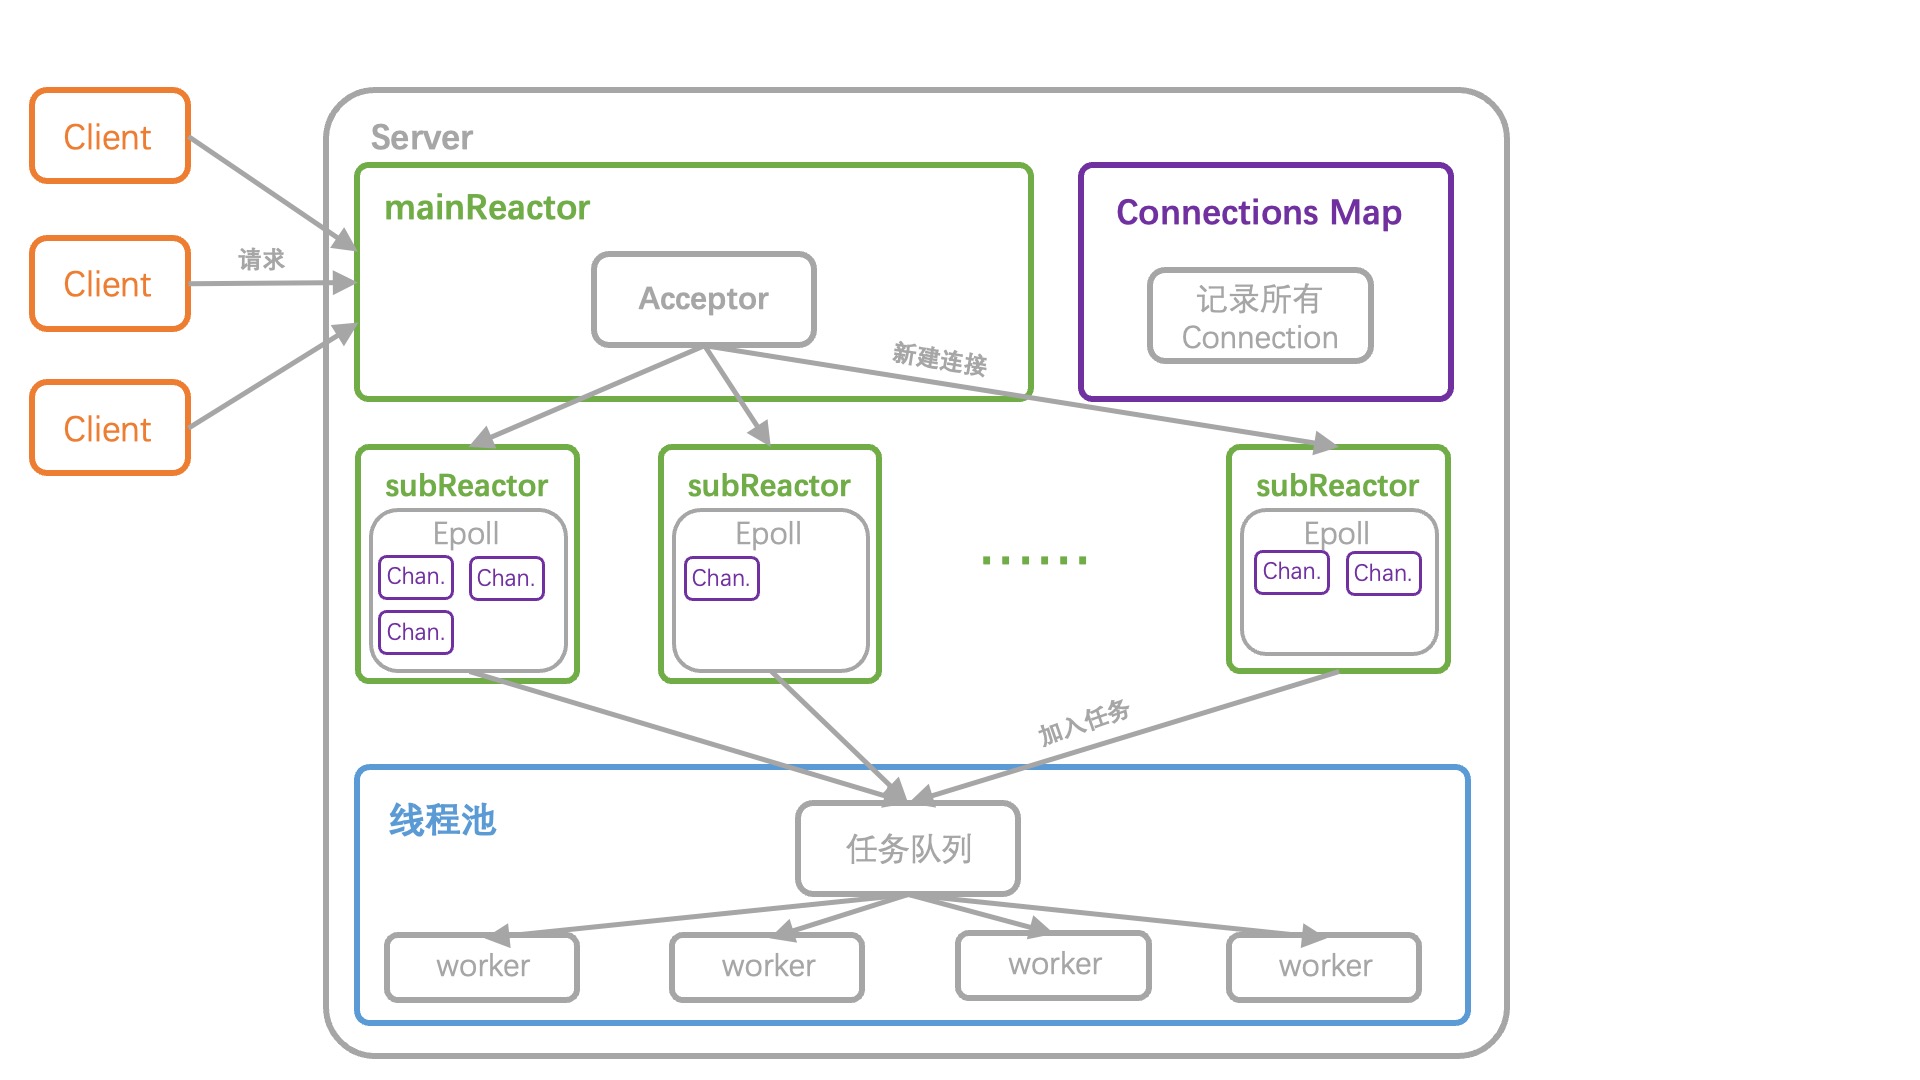 Client
Client
Client
请求
Server
mainReactor
Acceptor
新建连接
Connections Map
记录所有
Connection
subReactor
Epoll
Chan.
Chan.
Chan.
subReactor
Epoll
Chan.
......
subReactor
Epoll
Chan.
Chan.
加入任务
线程池
任务队列
worker
worker
worker
worker